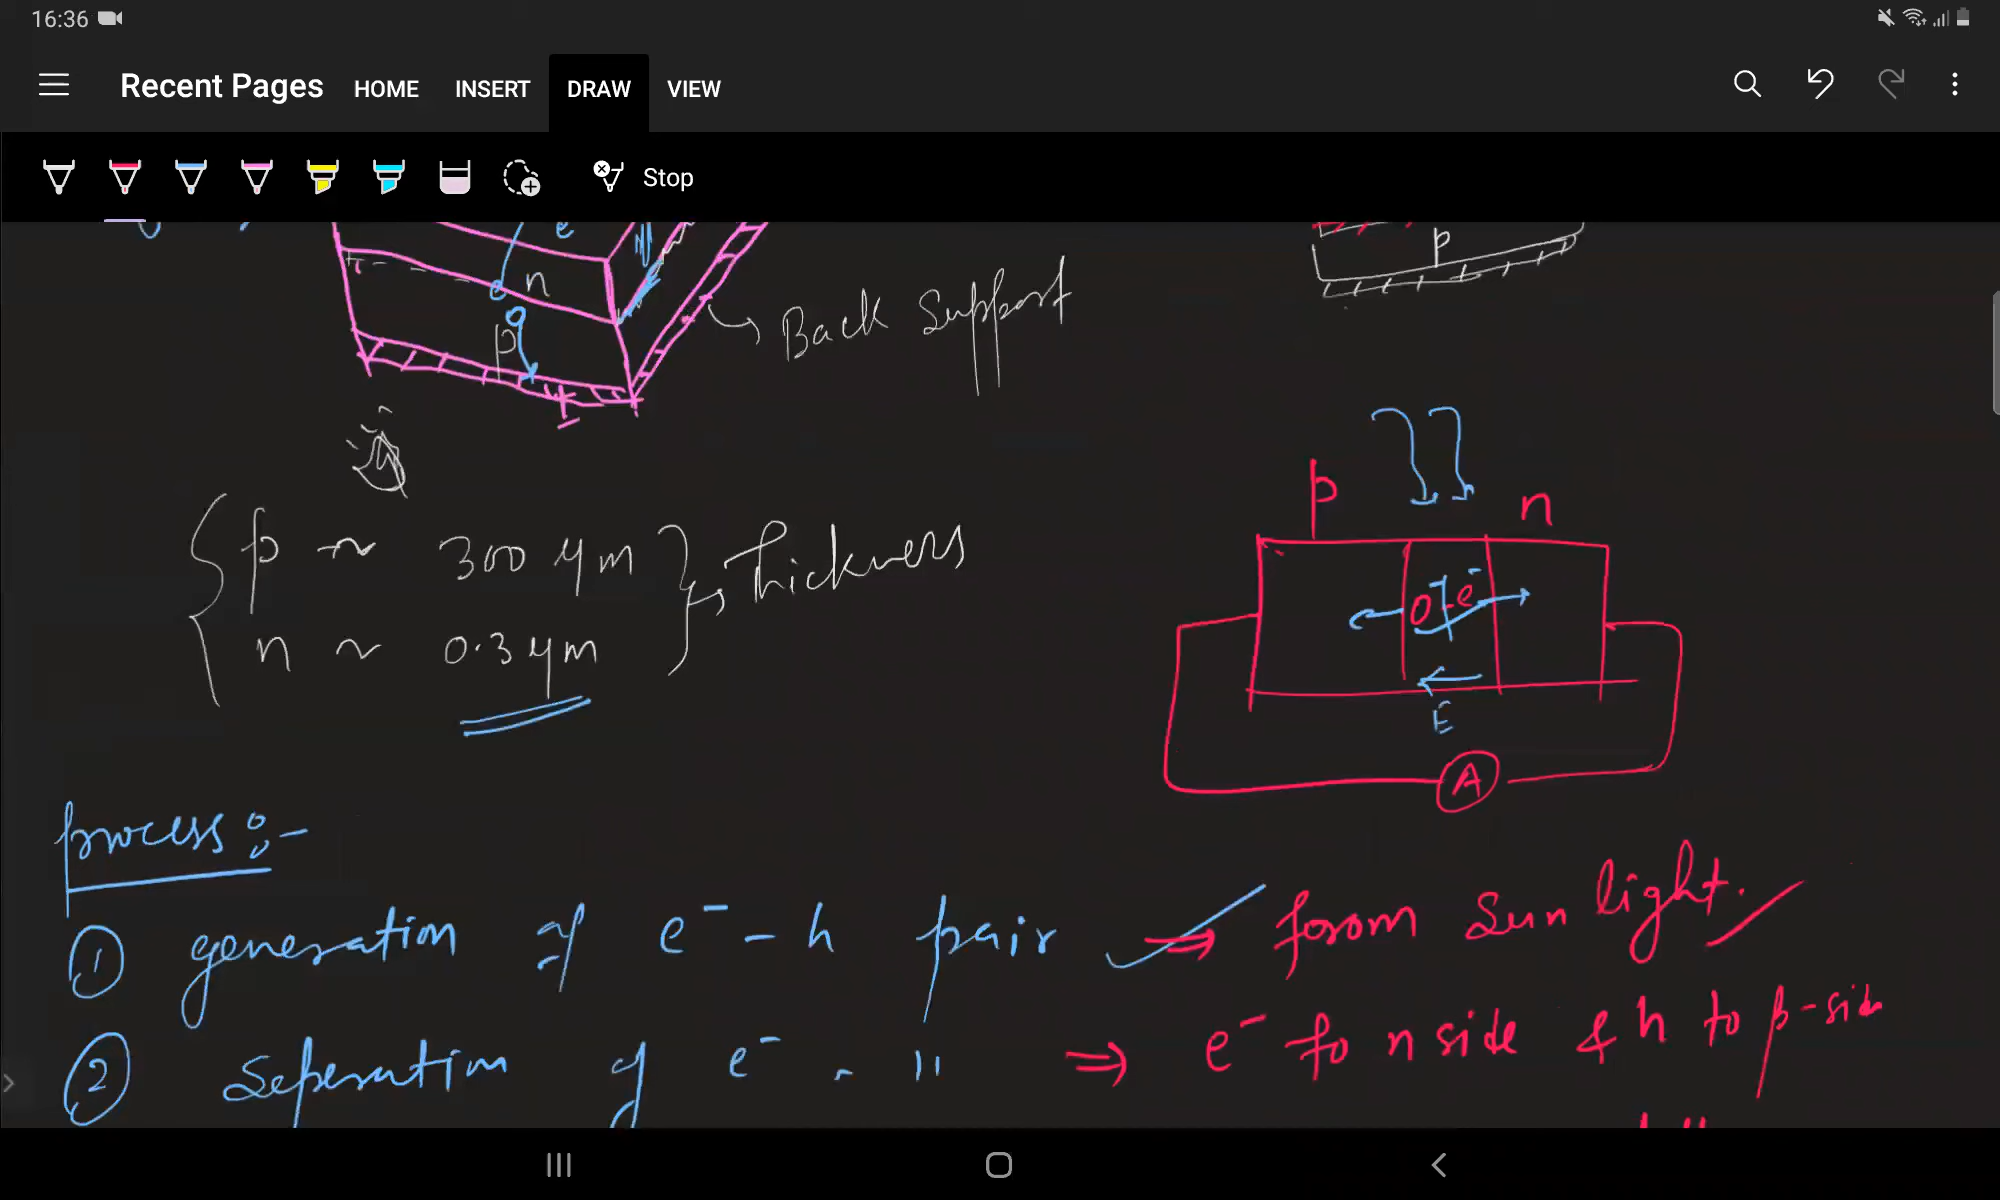 16:36
Recent Pages HOME INSERT DRAW VIEW
Stop
e
n
p
Back Support
p
p ~ 300 μm
n ~ 0.3 μm
Thickness
p n
e⁻
E
A
process :-
① generation of e⁻ - h pair ⇒ from Sun light.
② Seperation of e⁻ - " ⇒ e⁻ to n side & h to p-side